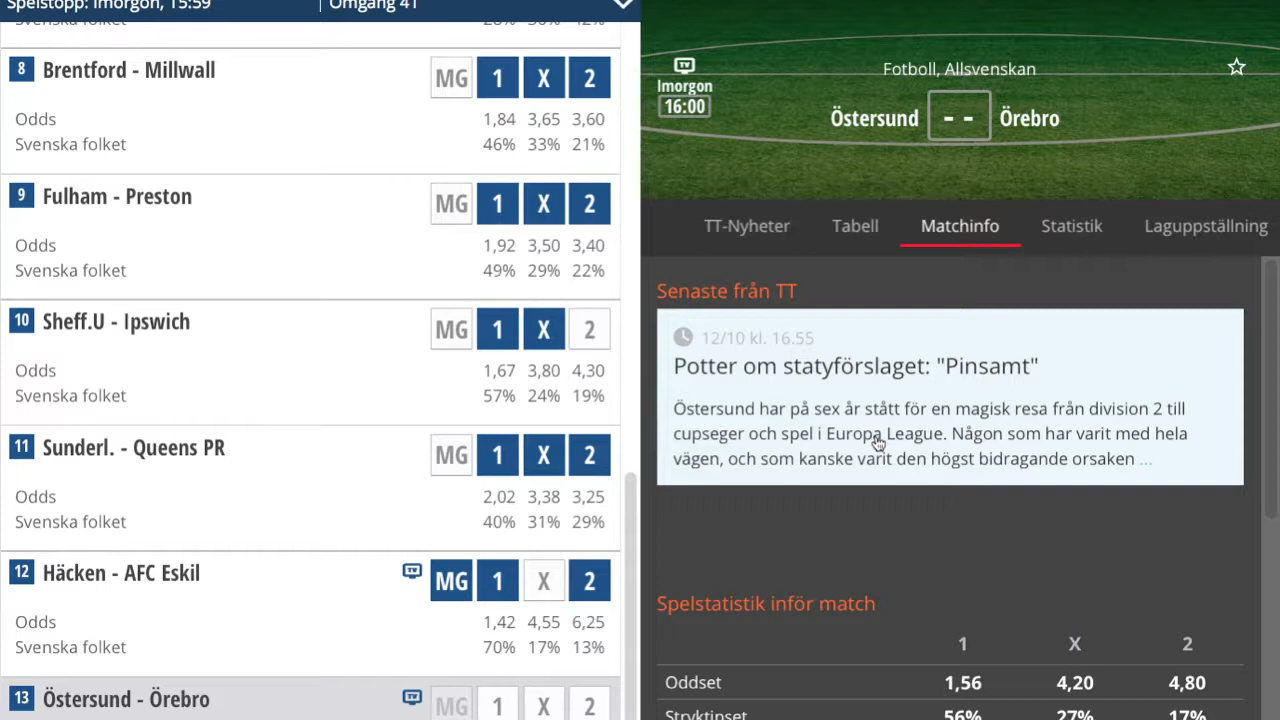 Spelstopp: Imorgon, 15:59
Omgång 41
Svenska folket
8 Brentford - Millwall MG 1 X 2
Odds 1,84 3,65 3,60
Svenska folket 46% 33% 21%
9 Fulham - Preston MG 1 X 2
Odds 1,92 3,50 3,40
Svenska folket 49% 29% 22%
10 Sheff.U - Ipswich MG 1 X 2
Odds 1,67 3,80 4,30
Svenska folket 57% 24% 19%
11 Sunderl. - Queens PR MG 1 X 2
Odds 2,02 3,38 3,25
Svenska folket 40% 31% 29%
12 Häcken - AFC Eskil TV MG 1 X 2
Odds 1,42 4,55 6,25
Svenska folket 70% 17% 13%
13 Östersund - Örebro TV MG 1 X 2
TV
Imorgon
16:00
Fotboll, Allsvenskan
Östersund - - Örebro
TT-Nyheter Tabell Matchinfo Statistik Laguppställning
Senaste från TT
12/10 kl. 16.55
Potter om statyförslaget: "Pinsamt"
Östersund har på sex år stått för en magisk resa från division 2 till
cupseger och spel i Europa League. Någon som har varit med hela
vägen, och som kanske varit den högst bidragande orsaken ...
Spelstatistik inför match
1 X 2
Oddset 1,56 4,20 4,80
Stryktipset 56% 27% 17%